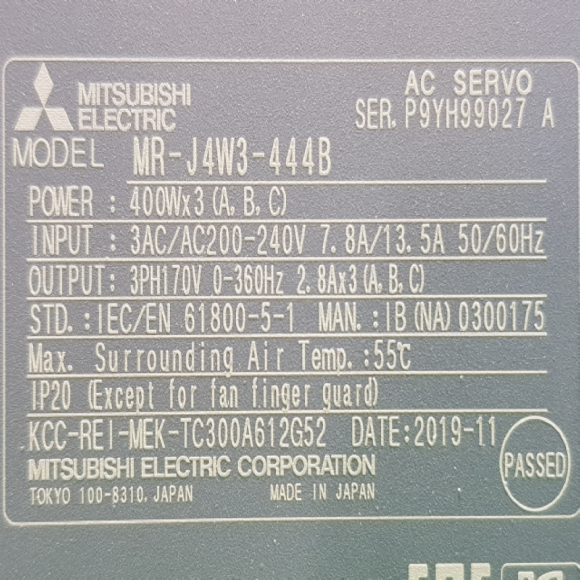 MITSUBISHI ELECTRIC
AC SERVO
SER. P9YH99027 A
MODEL MR-J4W3-444B
POWER : 400Wx3 (A, B, C)
INPUT : 3AC/AC200-240V 7.8A/13.5A 50/60Hz
OUTPUT: 3PH170V 0-360Hz 2.8Ax3 (A, B, C)
STD. : IEC/EN 61800-5-1 MAN. : IB (NA) 0300175
Max. Surrounding Air Temp. :55℃
IP20 (Except for fan finger guard)
KCC-REI-MEK-TC300A612G52 DATE:2019-11
MITSUBISHI ELECTRIC CORPORATION
PASSED
TOKYO 100-8310, JAPAN MADE IN JAPAN